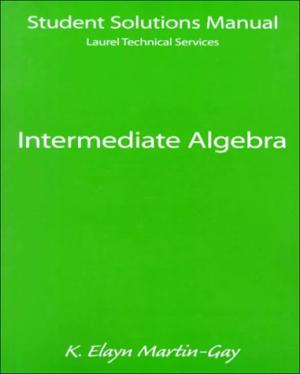 Student Solutions Manual
Laurel Technical Services
Intermediate Algebra
K. Elayn Martin-Gay